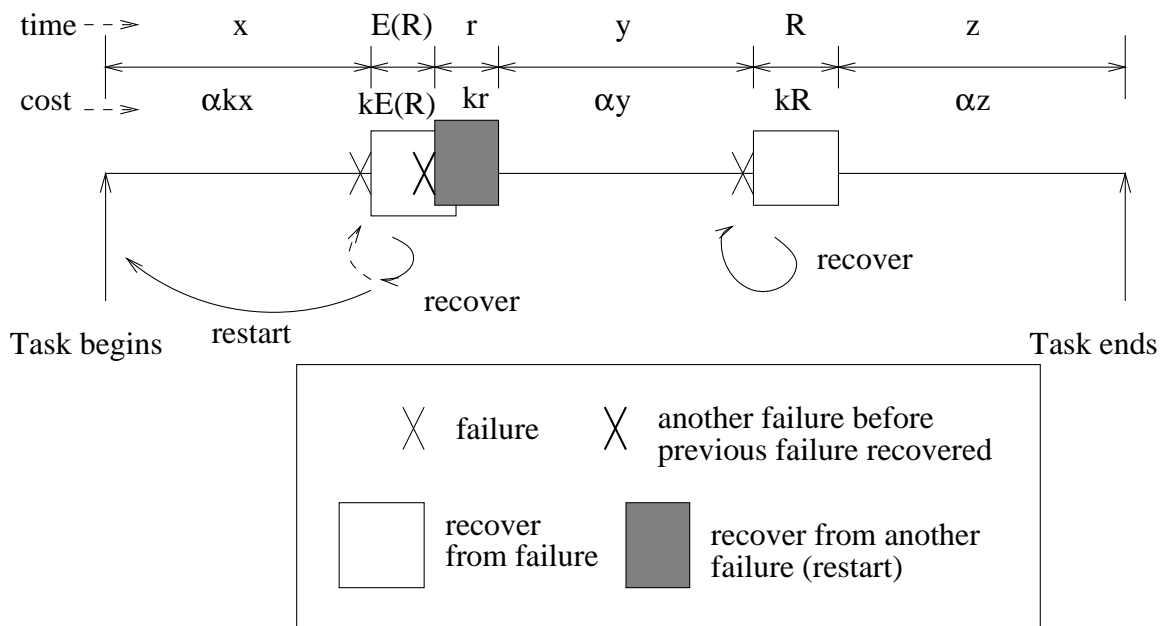 time x E(R) r y R z
cost αkx kE(R) kr αy kR αz
recover
recover
restart
Task begins
Task ends
failure
another failure before
previous failure recovered
recover
from failure
recover from another
failure (restart)